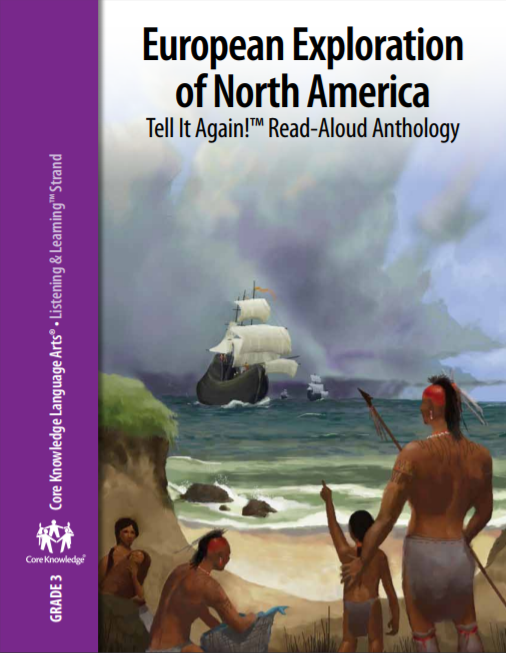 European Exploration
of North America
Tell It Again!™ Read-Aloud Anthology
Core Knowledge Language Arts® • Listening & Learning™ Strand
Core Knowledge®
GRADE 3